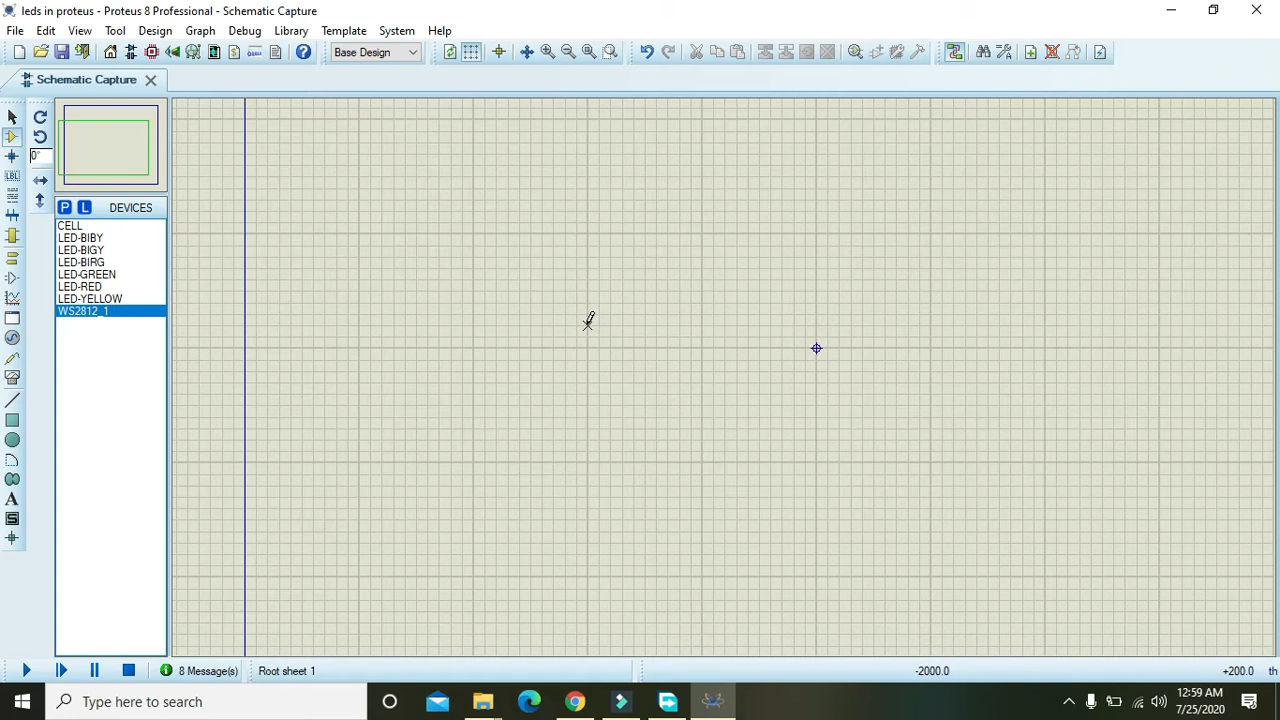 leds in proteus - Proteus 8 Professional - Schematic Capture
File Edit View Tool Design Graph Debug Library Template System Help
Base Design
Schematic Capture
0°
LBL
P L DEVICES
CELL
LED-BIBY
LED-BIGY
LED-BIRG
LED-GREEN
LED-RED
LED-YELLOW
WS2812_1
A
S
8 Message(s) Root sheet 1 -2000.0 +200.0 th
Type here to search
12:59 AM
7/25/2020